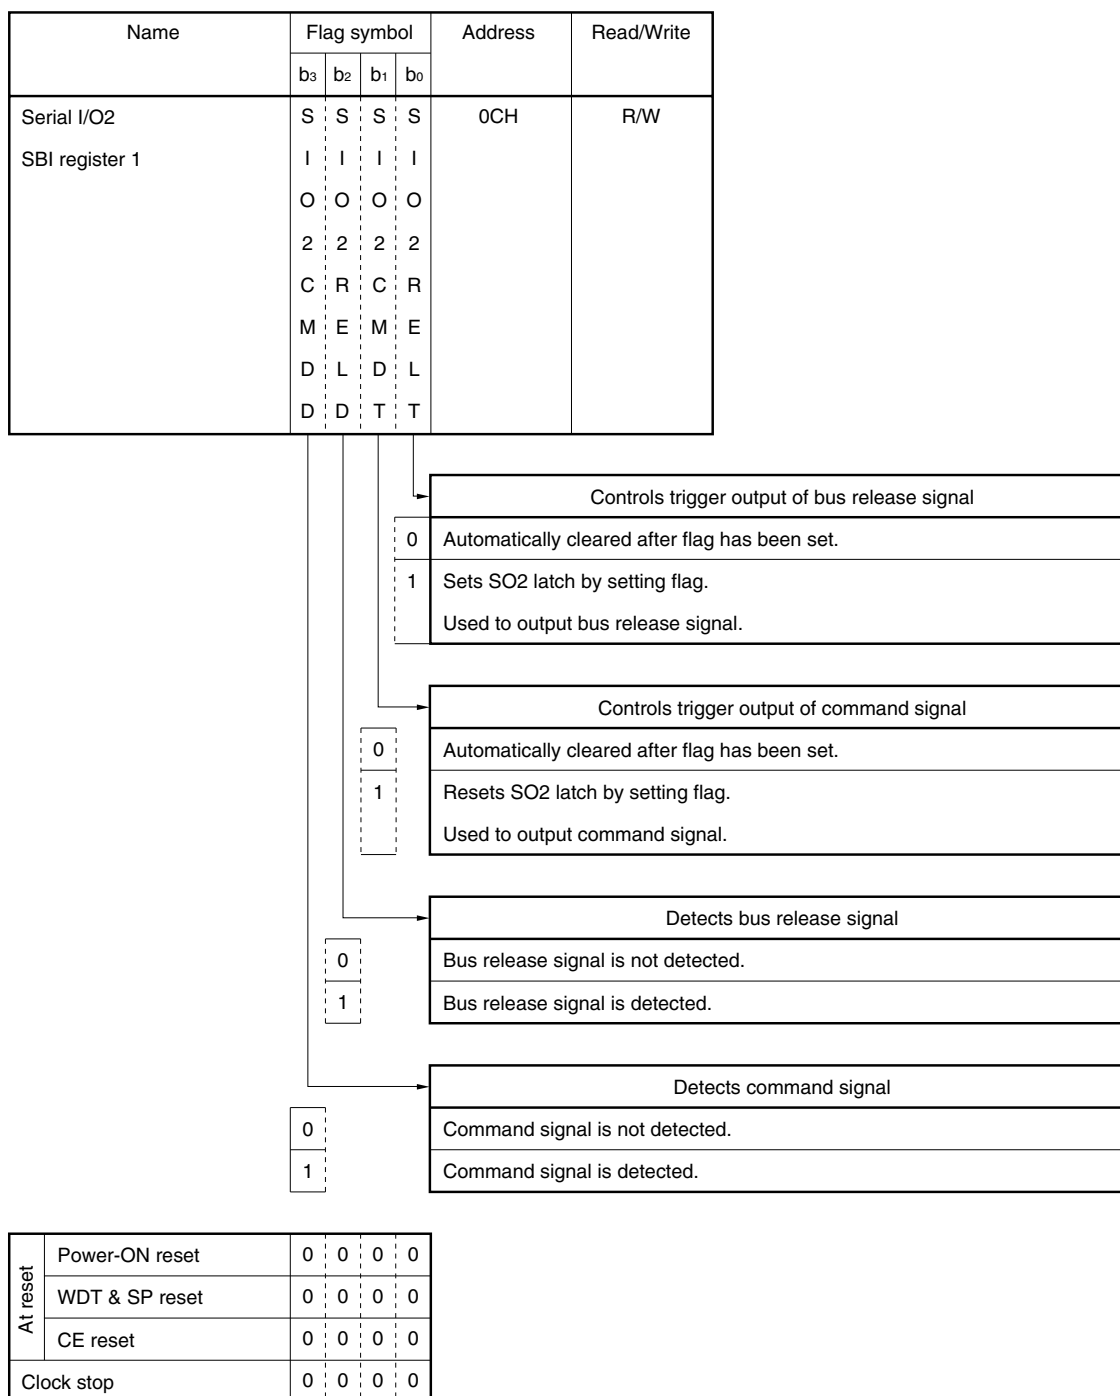 Name Flag symbol Address Read/Write
b3 b2 b1 b0
Serial I/O2 S S S S 0CH R/W
SBI register 1 I I I I
O O O O
2 2 2 2
C R C R
M E M E
D L D L
D D T T
Controls trigger output of bus release signal
0 Automatically cleared after flag has been set.
1 Sets SO2 latch by setting flag.
Used to output bus release signal.
Controls trigger output of command signal
0 Automatically cleared after flag has been set.
1 Resets SO2 latch by setting flag.
Used to output command signal.
Detects bus release signal
0 Bus release signal is not detected.
1 Bus release signal is detected.
Detects command signal
0 Command signal is not detected.
1 Command signal is detected.
At reset
Power-ON reset 0 0 0 0
WDT & SP reset 0 0 0 0
CE reset 0 0 0 0
Clock stop 0 0 0 0